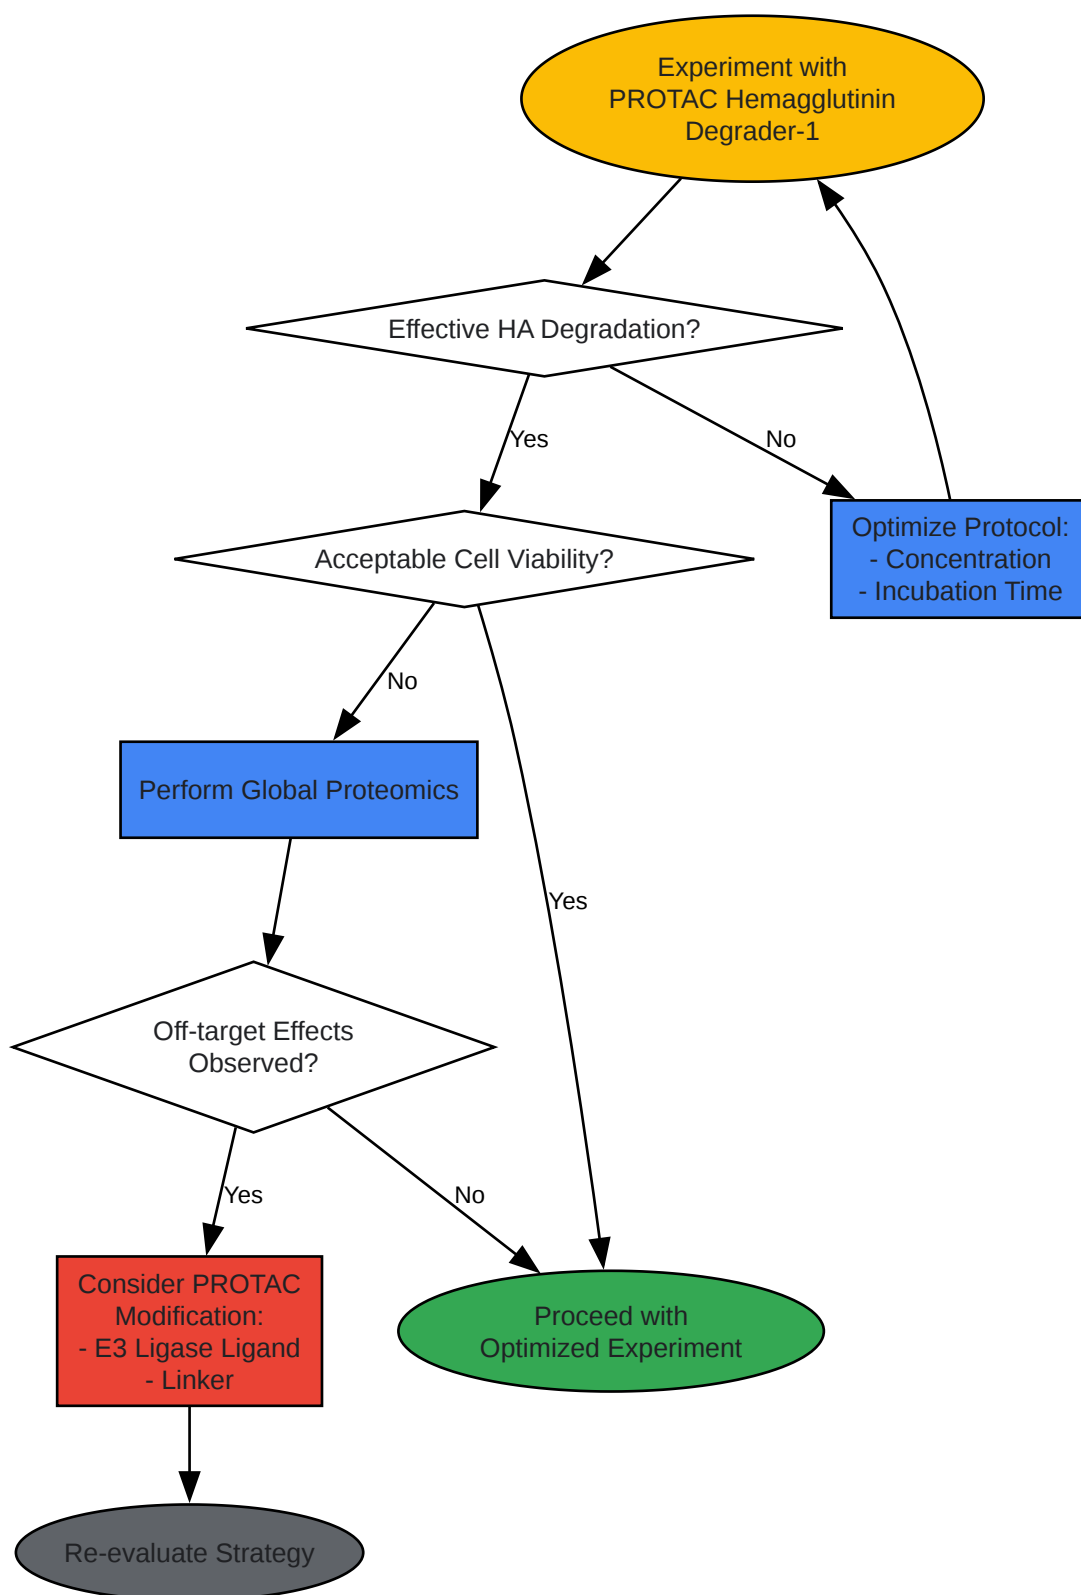 Experiment with
PROTAC Hemagglutinin
Degrader-1
Effective HA Degradation?
Yes
No
Optimize Protocol:
- Concentration
- Incubation Time
Acceptable Cell Viability?
No
Perform Global Proteomics
Yes
Off-target Effects
Observed?
Yes
No
Consider PROTAC
Modification:
- E3 Ligase Ligand
- Linker
Proceed with
Optimized Experiment
Re-evaluate Strategy